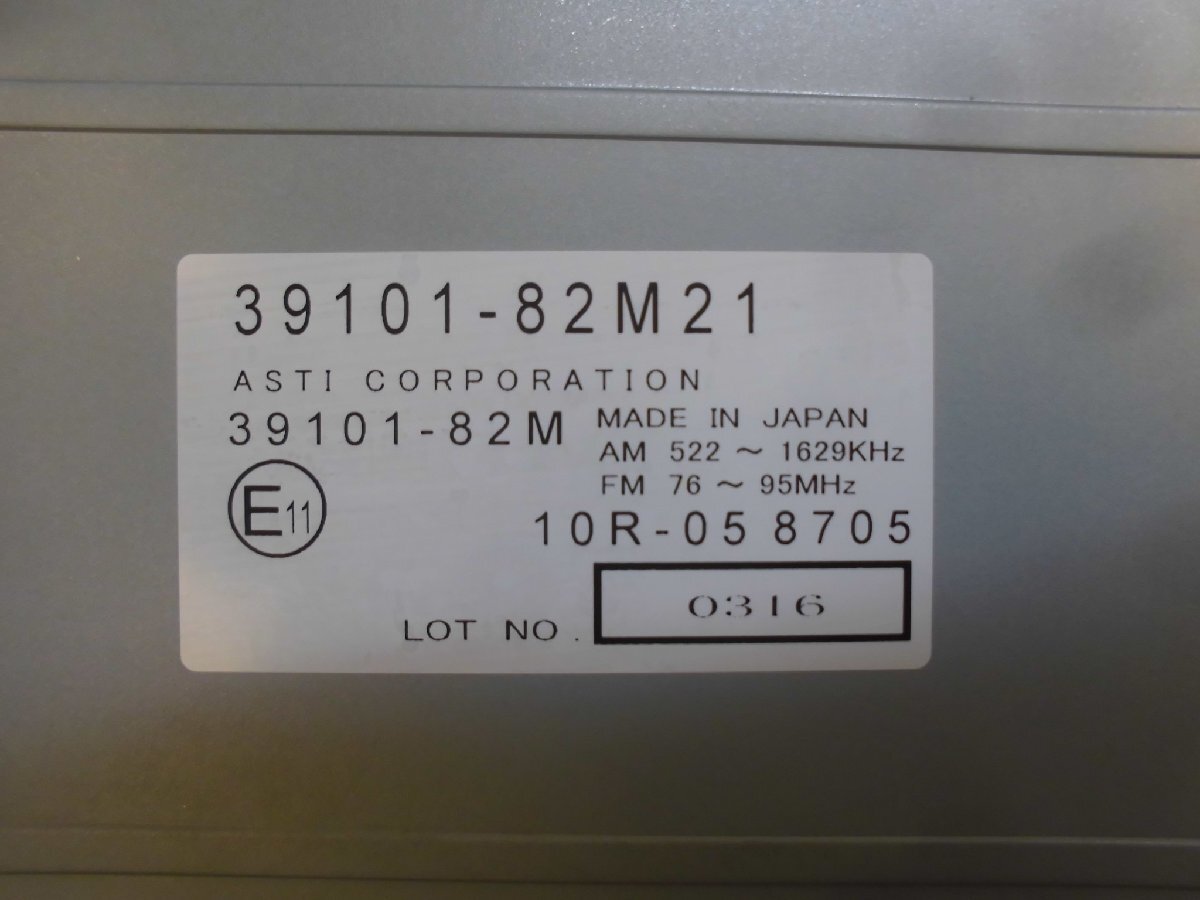 39101-82M21
ASTI CORPORATION
39101-82M
MADE IN JAPAN
AM 522 ～ 1629KHz
FM 76 ～ 95MHz
E11
10R-05 8705
LOT NO. 0316